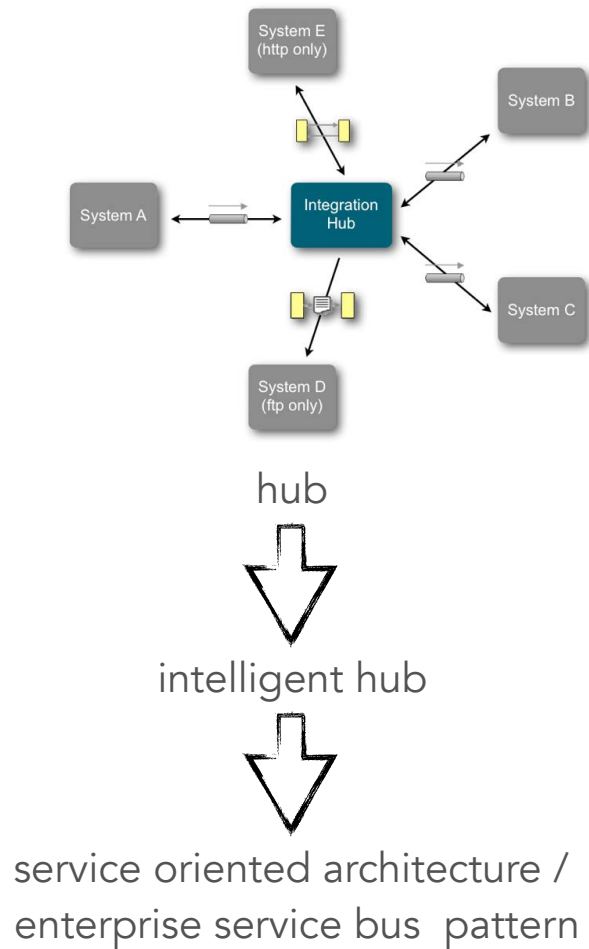 System E
(http only)
System B
System A
Integration
Hub
System C
System D
(ftp only)
hub
intelligent hub
service oriented architecture /
enterprise service bus  pattern